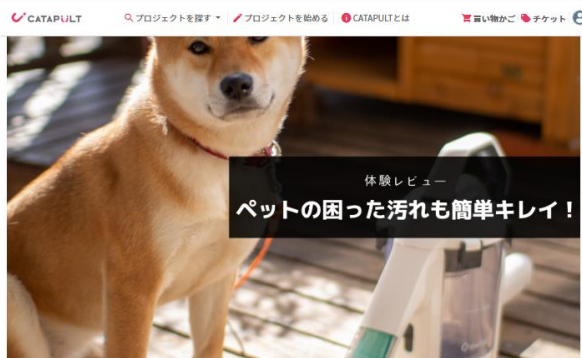 CATAPULT
プロジェクトを探す
プロジェクトを始める
CATAPULTとは
買い物かご
チケット
体験レビュー
ペットの困った汚れも簡単キレイ！